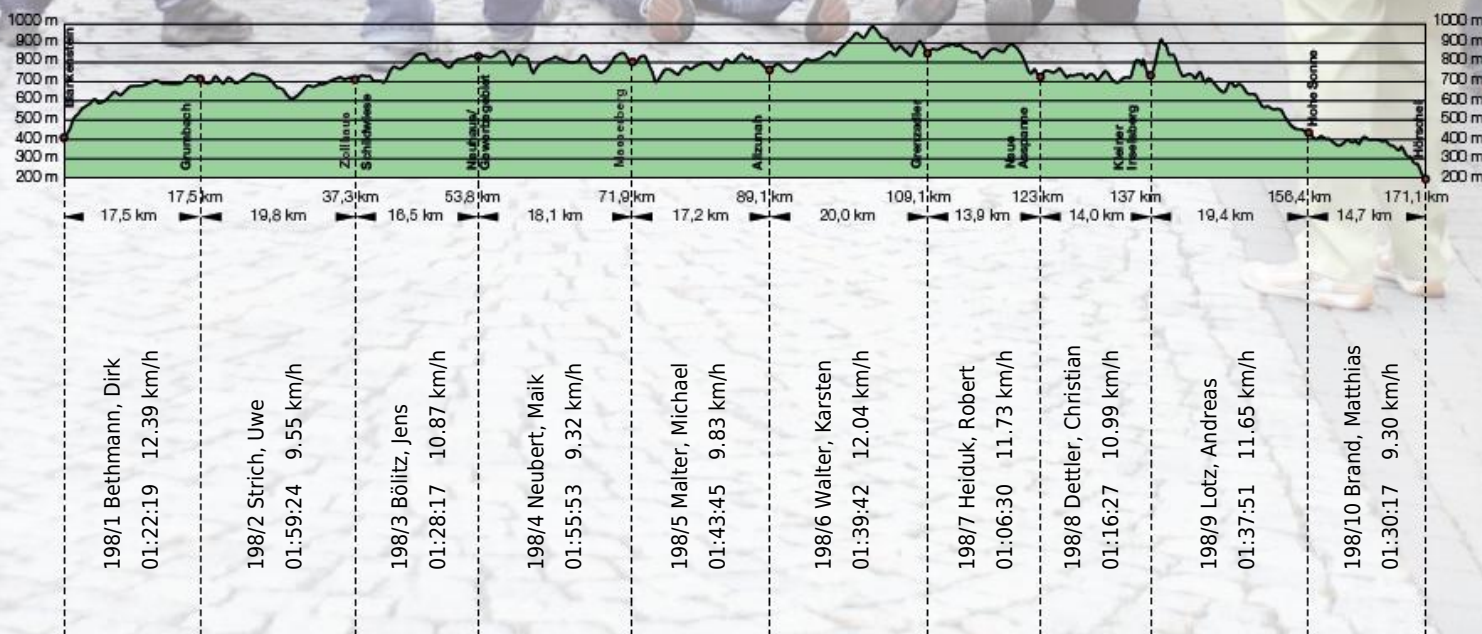 1000 m
900 m
800 m
700 m
600 m
500 m
400 m
300 m
200 m
1000 m
900 m
800 m
700 m
600 m
500 m
400 m
300 m
200 m
Blankenstein
Grumbach
Zollhaus
Schildwiese
Neuhaus/
Masserberg
Allzunah
Grenzadler
Neue
Ausspanne
Kleiner
Inselsberg
Hohe Sonne
Hörschel
17,5 km
37,3 km
53,8 km
71,9 km
89,1 km
109,1 km
123 km
137 km
156,4 km
171,1 km
17,5 km
19,8 km
16,5 km
18,1 km
17,2 km
20,0 km
13,9 km
14,0 km
19,4 km
14,7 km
198/1 Bethmann, Dirk
01:22:19 12.39 km/h
198/2 Strich, Uwe
01:59:24 9.55 km/h
198/3 Bölitz, Jens
01:28:17 10.87 km/h
198/4 Neubert, Maik
01:55:53 9.32 km/h
198/5 Malter, Michael
01:43:45 9.83 km/h
198/6 Walter, Karsten
01:39:42 12.04 km/h
198/7 Heiduk, Robert
01:06:30 11.73 km/h
198/8 Dettler, Christian
01:16:27 10.99 km/h
198/9 Lotz, Andreas
01:37:51 11.65 km/h
198/10 Brand, Matthias
01:30:17 9.30 km/h